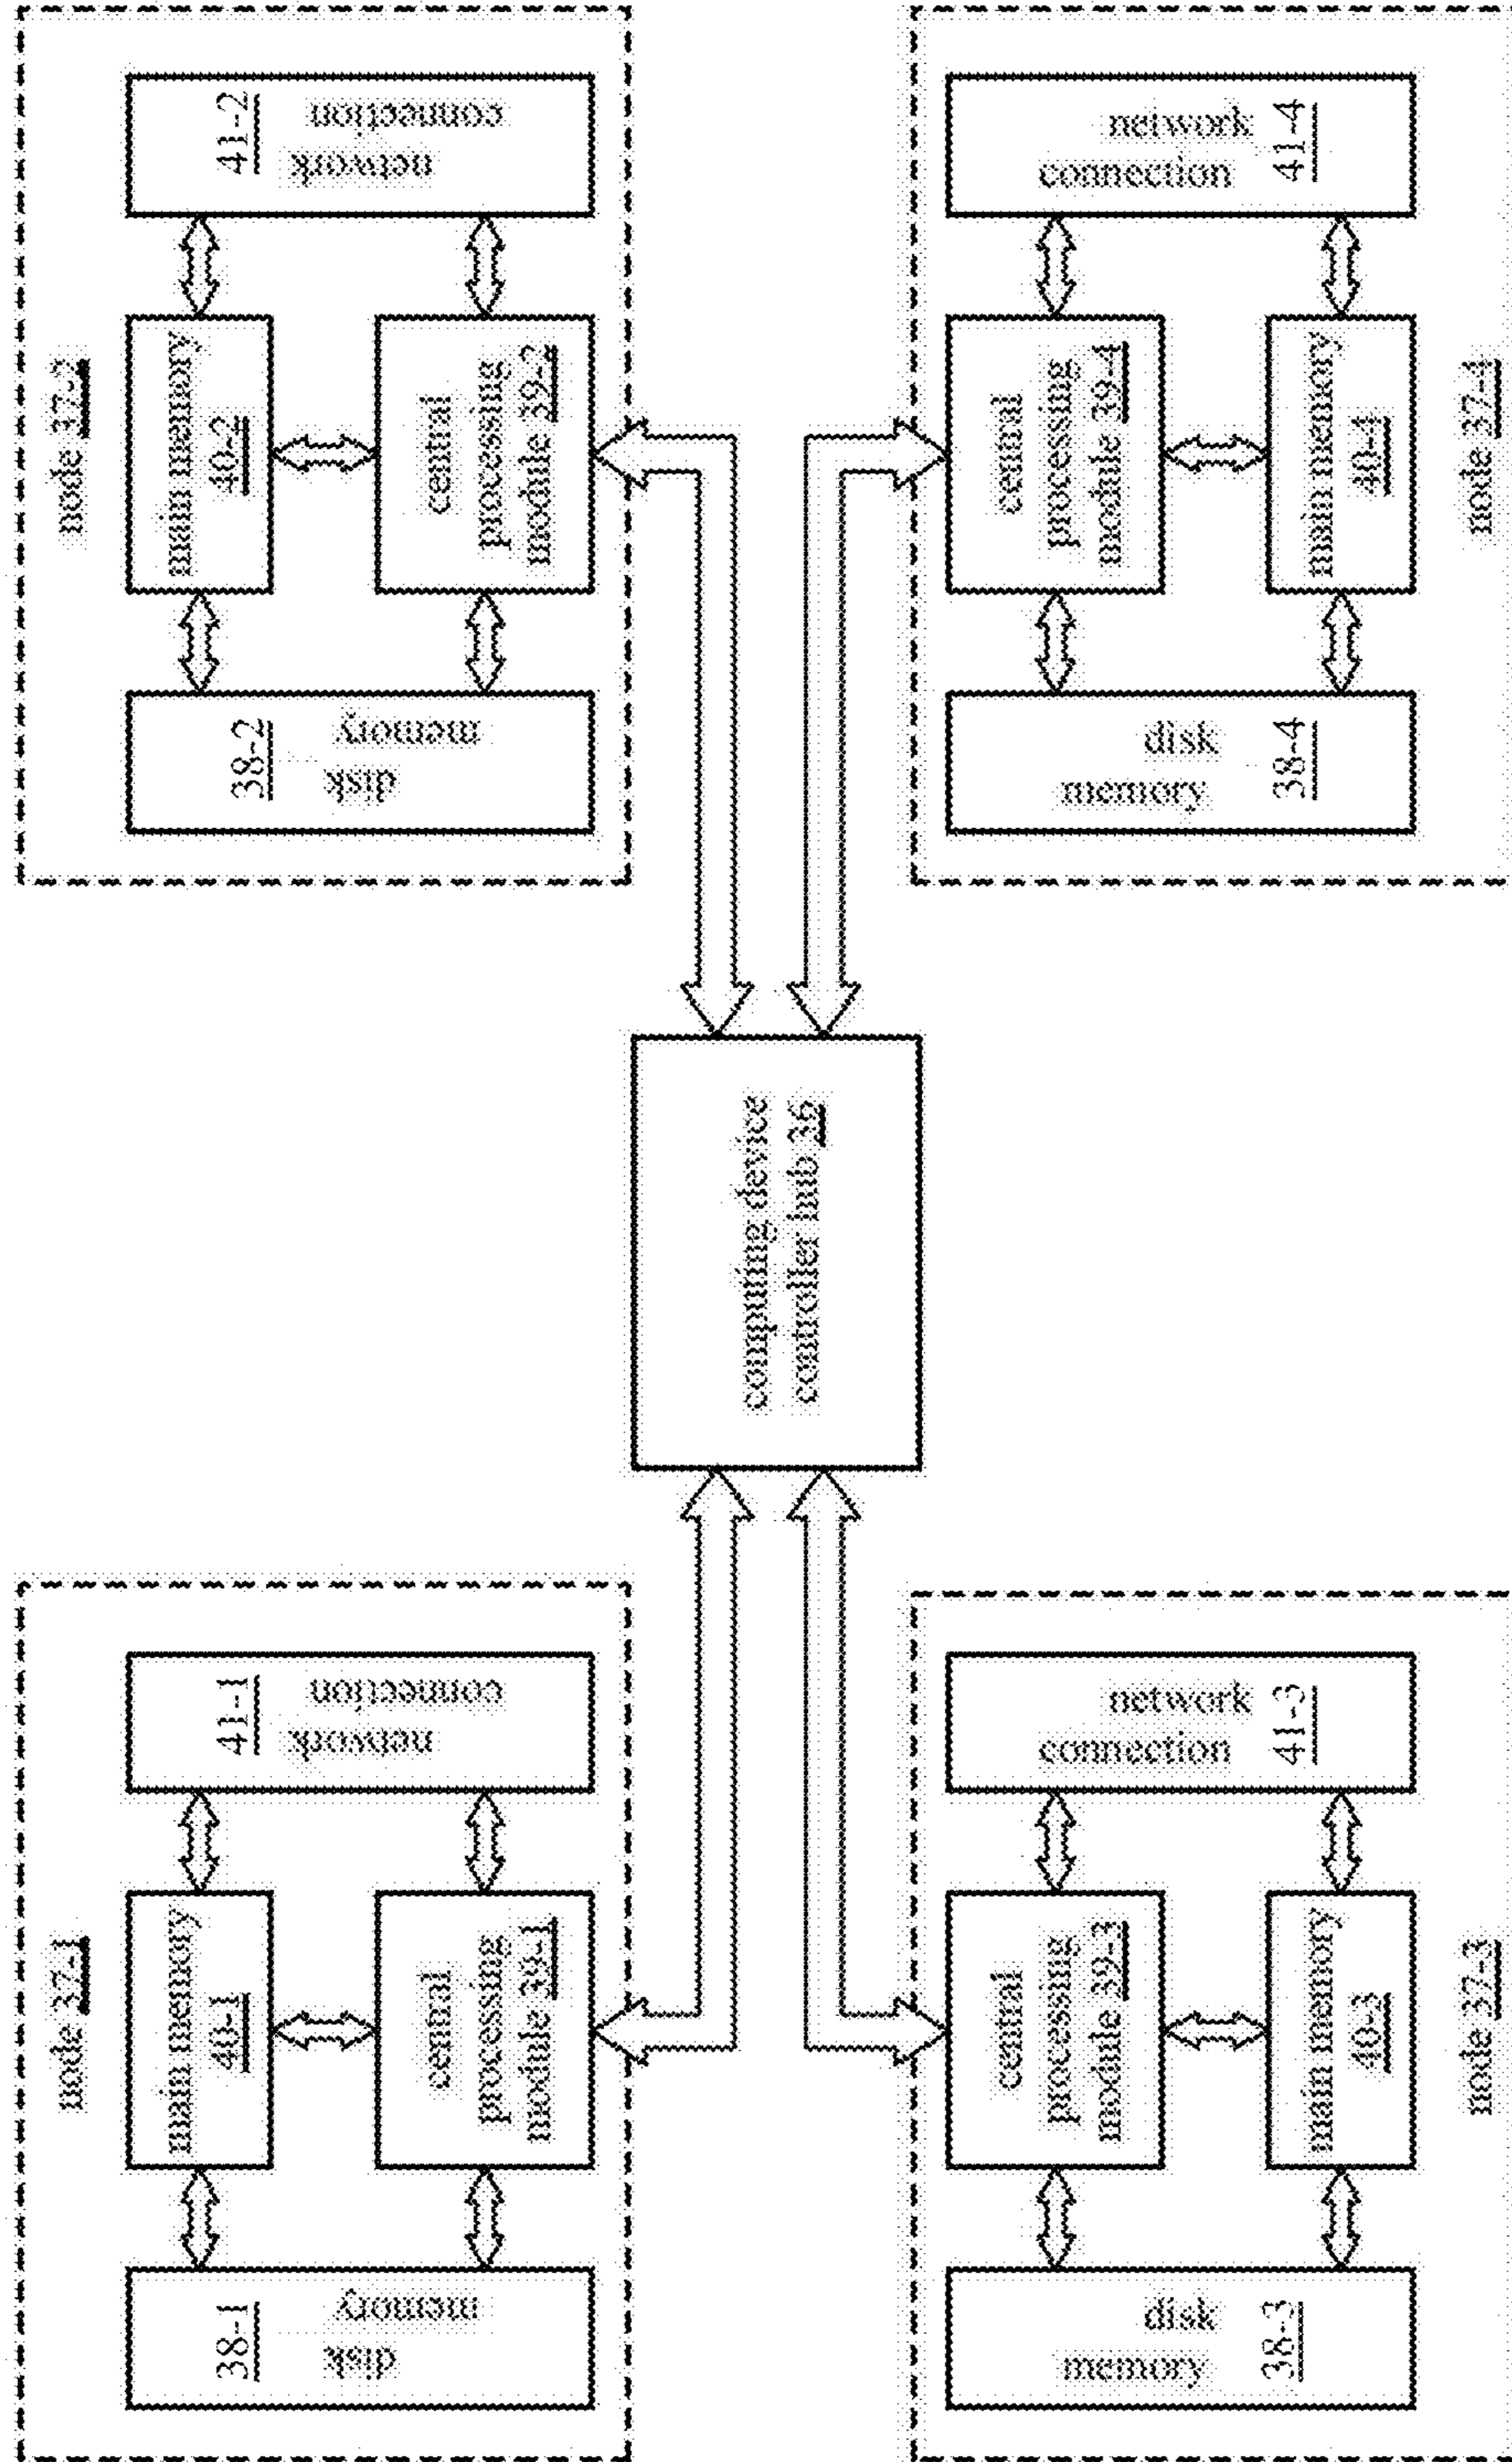 node 37-1
main memory
40-1
central
processing
module 39-1
disk
memory
38-1
network
connection
41-1
node 37-2
main memory
40-2
central
processing
module 39-2
disk
memory
38-2
network
connection
41-2
computing device
controller hub 36
central
processing
module 39-3
main memory
40-3
disk
memory
38-3
network
connection
41-3
node 37-3
central
processing
module 39-4
main memory
40-4
disk
memory
38-4
network
connection
41-4
node 37-4